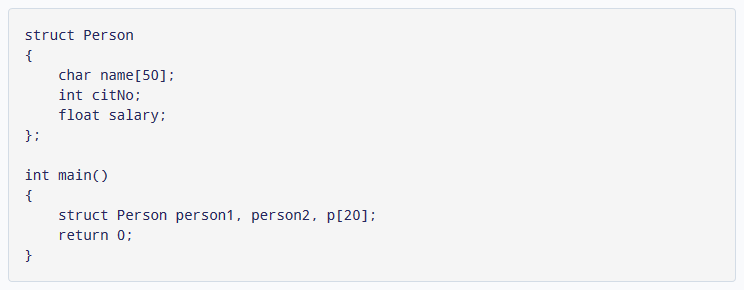 struct Person
{
    char name[50];
    int citNo;
    float salary;
};

int main()
{
    struct Person person1, person2, p[20];
    return 0;
}